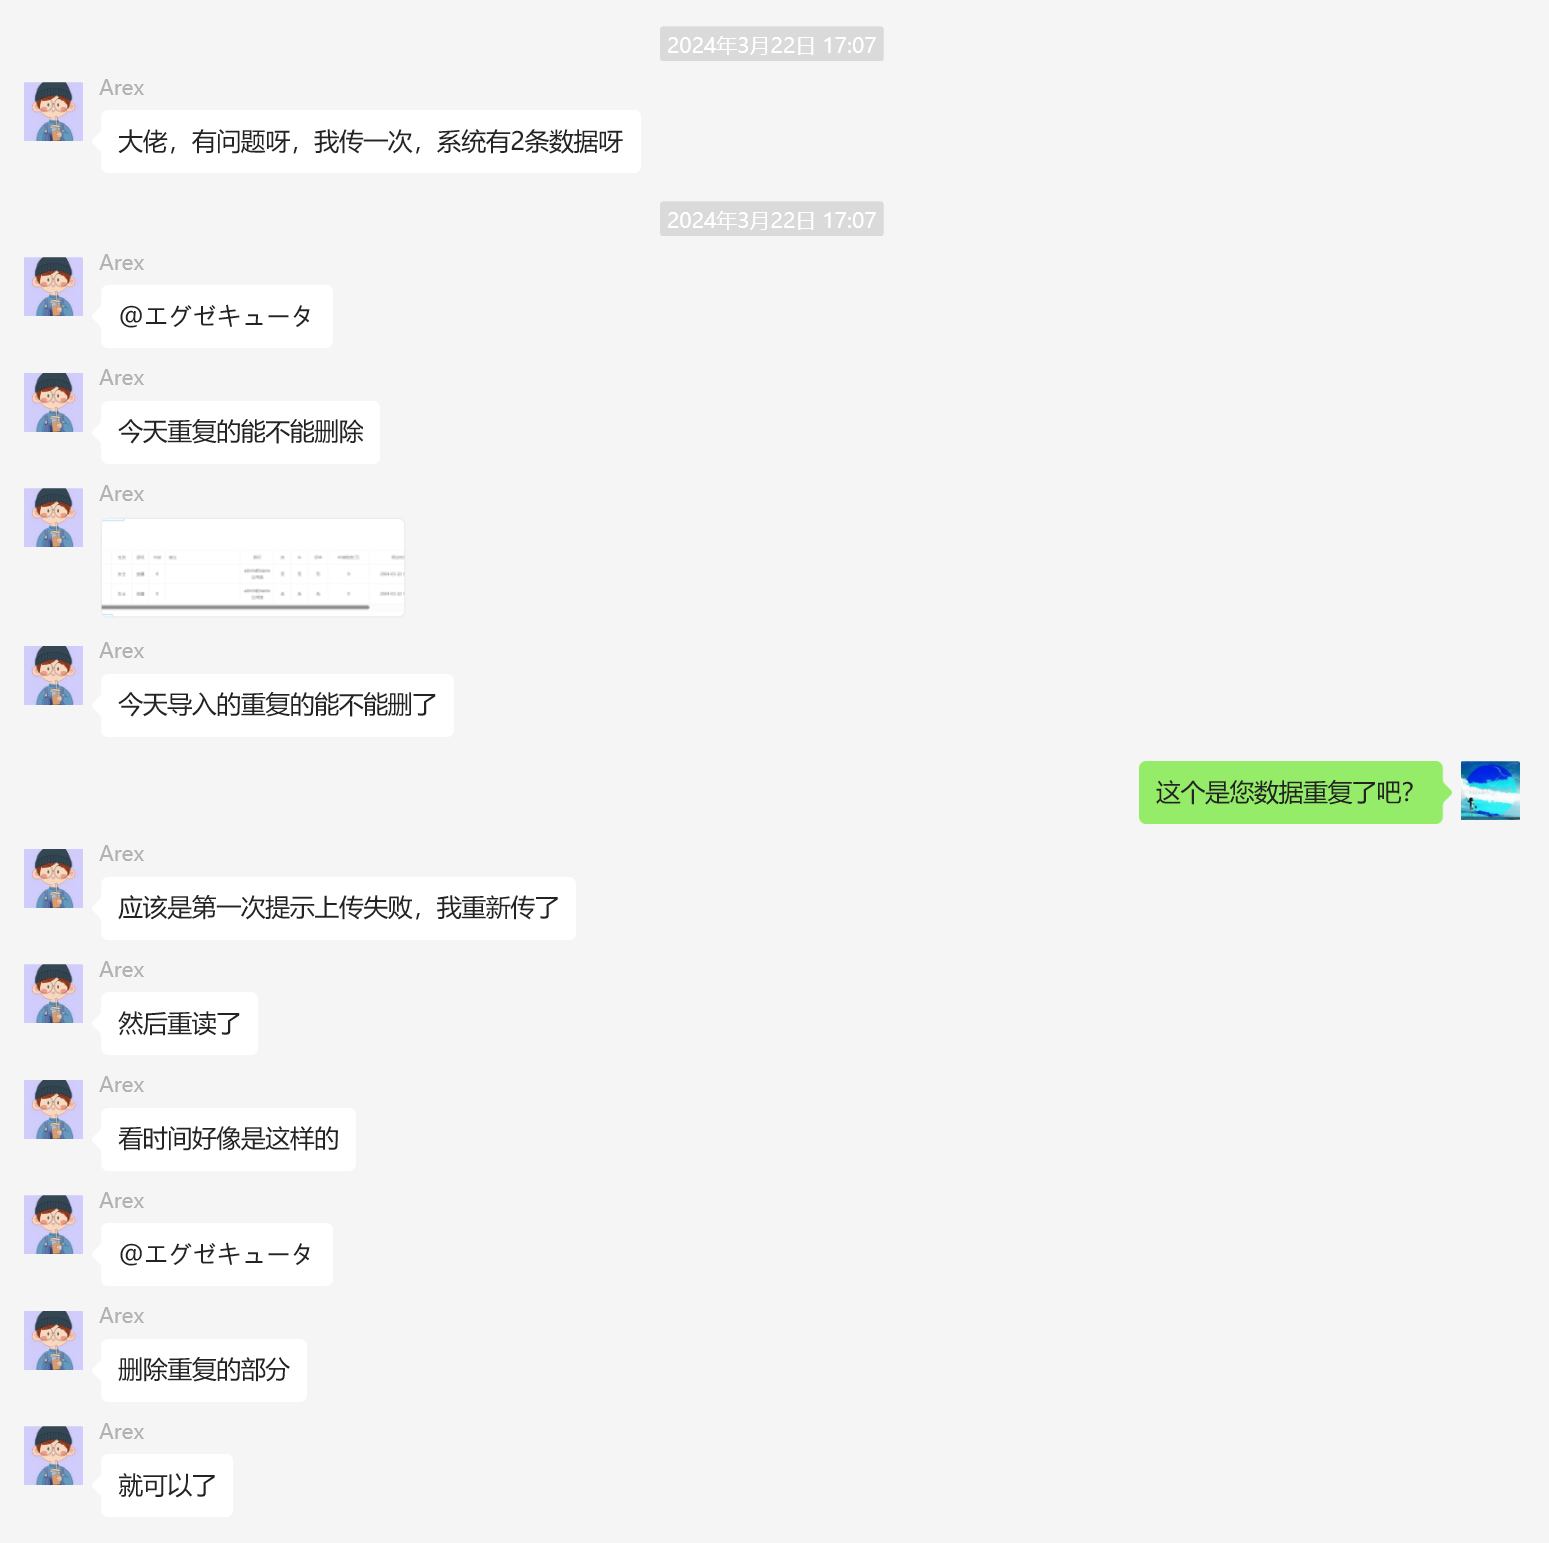 2024年3月22日 17:07
Arex
大佬，有问题呀，我传一次，系统有2条数据呀
2024年3月22日 17:07
Arex
@エグゼキュータ
Arex
今天重复的能不能删除
Arex
Arex
今天导入的重复的能不能删了
这个是您数据重复了吧？
Arex
应该是第一次提示上传失败，我重新传了
Arex
然后重读了
Arex
看时间好像是这样的
Arex
@エグゼキュータ
Arex
删除重复的部分
Arex
就可以了